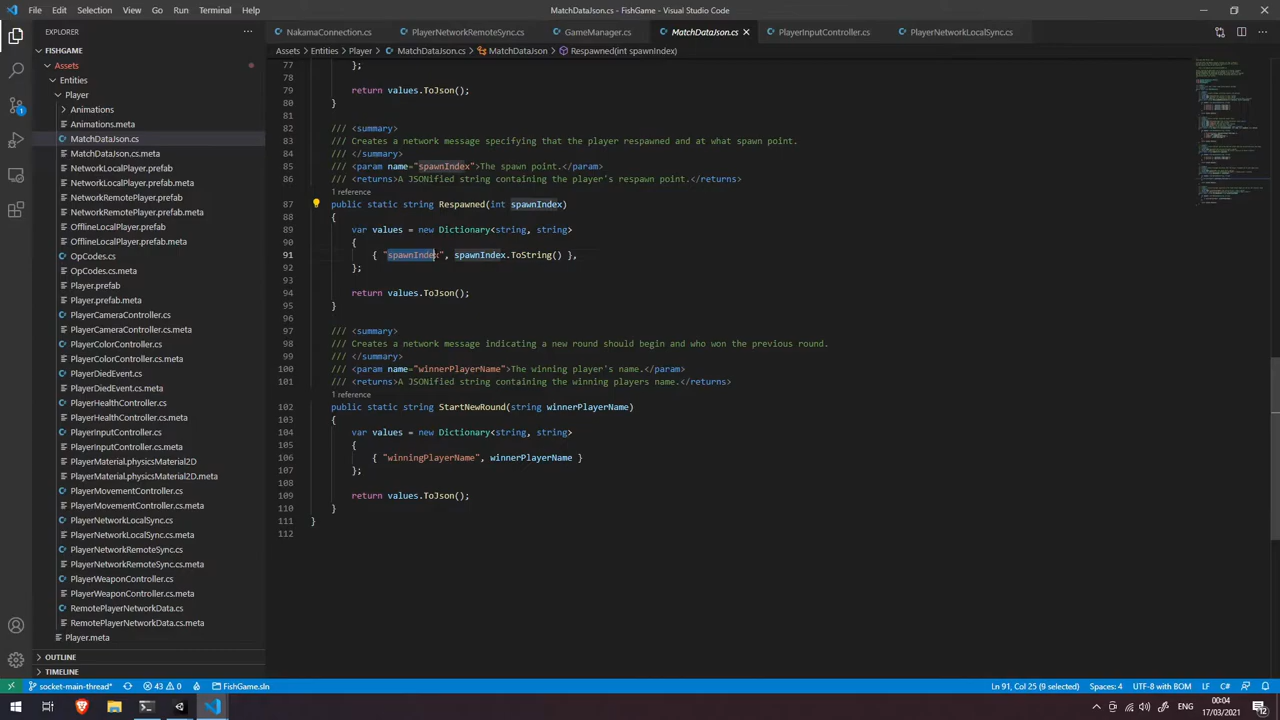 File Edit Selection View Go Run Terminal Help
MatchDataJson.cs - FishGame - Visual Studio Code
EXPLORER
NakamaConnection.cs
PlayerNetworkRemoteSync.cs
GameManager.cs
MatchDataJson.cs
PlayerInputController.cs
PlayerNetworkLocalSync.cs
Assets > Entities > Player > MatchDataJson.cs > MatchDataJson > Respawned(int spawnIndex)
FISHGAME
Assets
Entities
Player
Animations
Animations.meta
MatchDataJson.cs
MatchDataJson.cs.meta
NetworkLocalPlayer.prefab
NetworkLocalPlayer.prefab.meta
NetworkRemotePlayer.prefab
NetworkRemotePlayer.prefab.meta
OfflineLocalPlayer.prefab
OfflineLocalPlayer.prefab.meta
OpCodes.cs
OpCodes.cs.meta
Player.prefab
Player.prefab.meta
PlayerCameraController.cs
PlayerCameraController.cs.meta
PlayerColorController.cs
PlayerColorController.cs.meta
PlayerDiedEvent.cs
PlayerDiedEvent.cs.meta
PlayerHealthController.cs
PlayerHealthController.cs.meta
PlayerInputController.cs
PlayerInputController.cs.meta
PlayerMaterial.physicsMaterial2D
PlayerMaterial.physicsMaterial2D.meta
PlayerMovementController.cs
PlayerMovementController.cs.meta
PlayerNetworkLocalSync.cs
PlayerNetworkLocalSync.cs.meta
PlayerNetworkRemoteSync.cs
PlayerNetworkRemoteSync.cs.meta
PlayerWeaponController.cs
PlayerWeaponController.cs.meta
RemotePlayerNetworkData.cs
RemotePlayerNetworkData.cs.meta
Player.meta
OUTLINE
TIMELINE
77 };
78
79 return values.ToJson();
80 }
81
82 /// <summary>
83 /// Creates a network message specifying that the player respawned and at what spawn point.
84 /// </summary>
85 /// <param name="spawnIndex">The spawn point.</param>
86 /// <returns>A JSONified string containing the player's respawn point.</returns>
1 reference
87 public static string Respawned(int spawnIndex)
88 {
89 var values = new Dictionary<string, string>
90 {
91 { "spawnIndex", spawnIndex.ToString() },
92 };
93
94 return values.ToJson();
95 }
96
97 /// <summary>
98 /// Creates a network message indicating a new round should begin and who won the previous round.
99 /// </summary>
100 /// <param name="winnerPlayerName">The winning player's name.</param>
101 /// <returns>A JSONified string containing the winning players name.</returns>
1 reference
102 public static string StartNewRound(string winnerPlayerName)
103 {
104 var values = new Dictionary<string, string>
105 {
106 { "winningPlayerName", winnerPlayerName }
107 };
108
109 return values.ToJson();
110 }
111 }
112
socket-main-thread* 43 0 FishGame.sln
Ln 91, Col 25 (9 selected) Spaces: 4 UTF-8 with BOM LF C#
ENG 00:04
17/03/2021